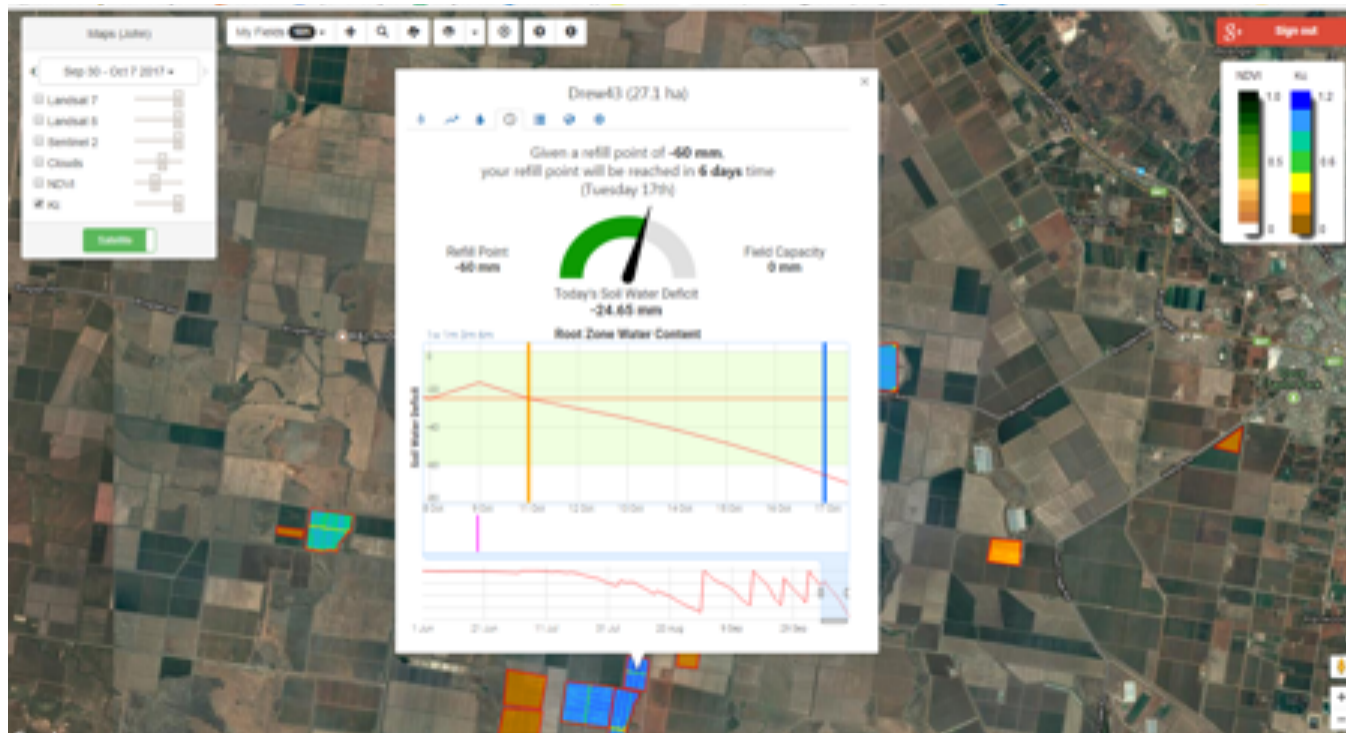 Maps (John)
Sep 30 - Oct 7 2017
Landsat 7
Landsat 8
Sentinel 2
Clouds
NDVI
Kc
Satellite
My Fields
Sign out
NDVI
Kc
1.0
1.2
0.5
0.6
0
0
Drew43 (27.1 ha)
Given a refill point of -60 mm,
your refill point will be reached in 6 days time
(Tuesday 17th)
Refill Point
-60 mm
Field Capacity
0 mm
Today's Soil Water Deficit
-24.65 mm
Root Zone Water Content
Soil Water Deficit
0
-20
-40
-60
-80
9 Oct
11 Oct
12 Oct
13 Oct
14 Oct
15 Oct
16 Oct
17 Oct
1 Jun
21 Jun
11 Jul
31 Jul
20 Aug
9 Sep
29 Sep